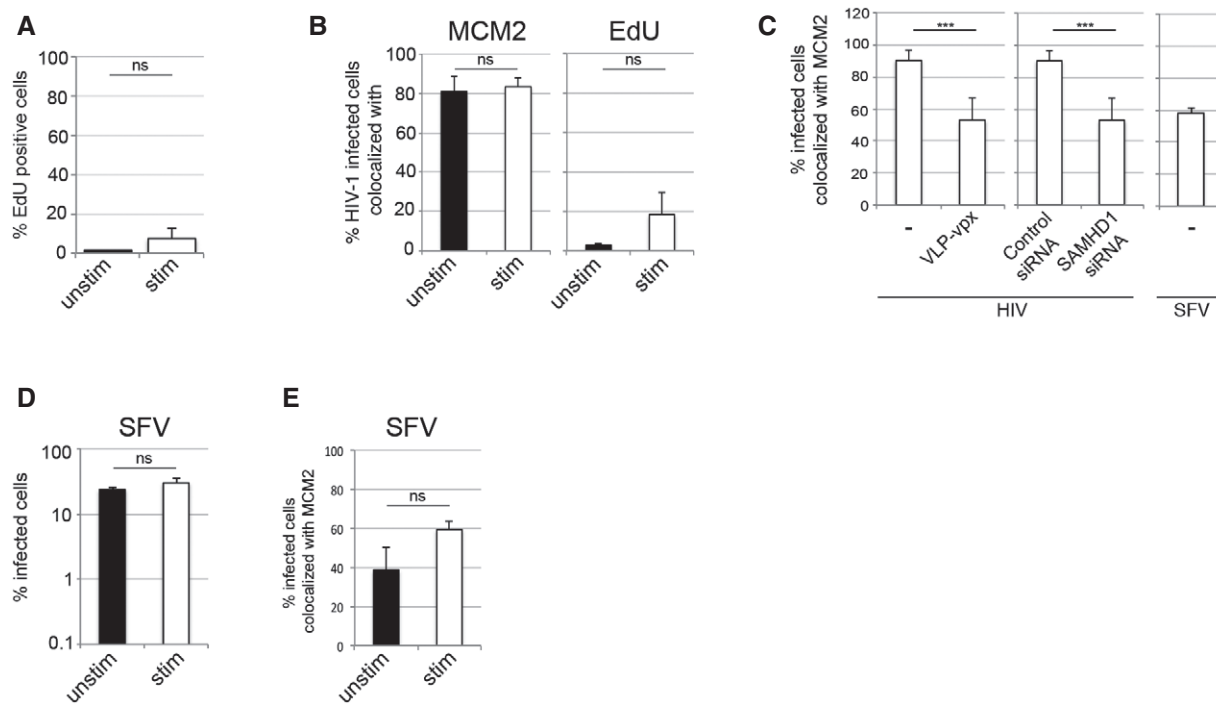 A
% EdU positive cells
100
80
60
40
20
0
ns
unstim
stim
B
MCM2
EdU
% HIV-1 infected cells
colocalized with
100
80
60
40
20
0
ns
ns
unstim
stim
unstim
stim
C
% infected cells
colocalized with MCM2
120
100
80
60
40
20
0
***
***
-
VLP-vpx
Control
siRNA
SAMHD1
siRNA
-
HIV
SFV
D
SFV
% infected cells
100
10
1
0.1
ns
unstim
stim
E
SFV
% infected cells
colocalized with MCM2
100
80
60
40
20
0
ns
unstim
stim